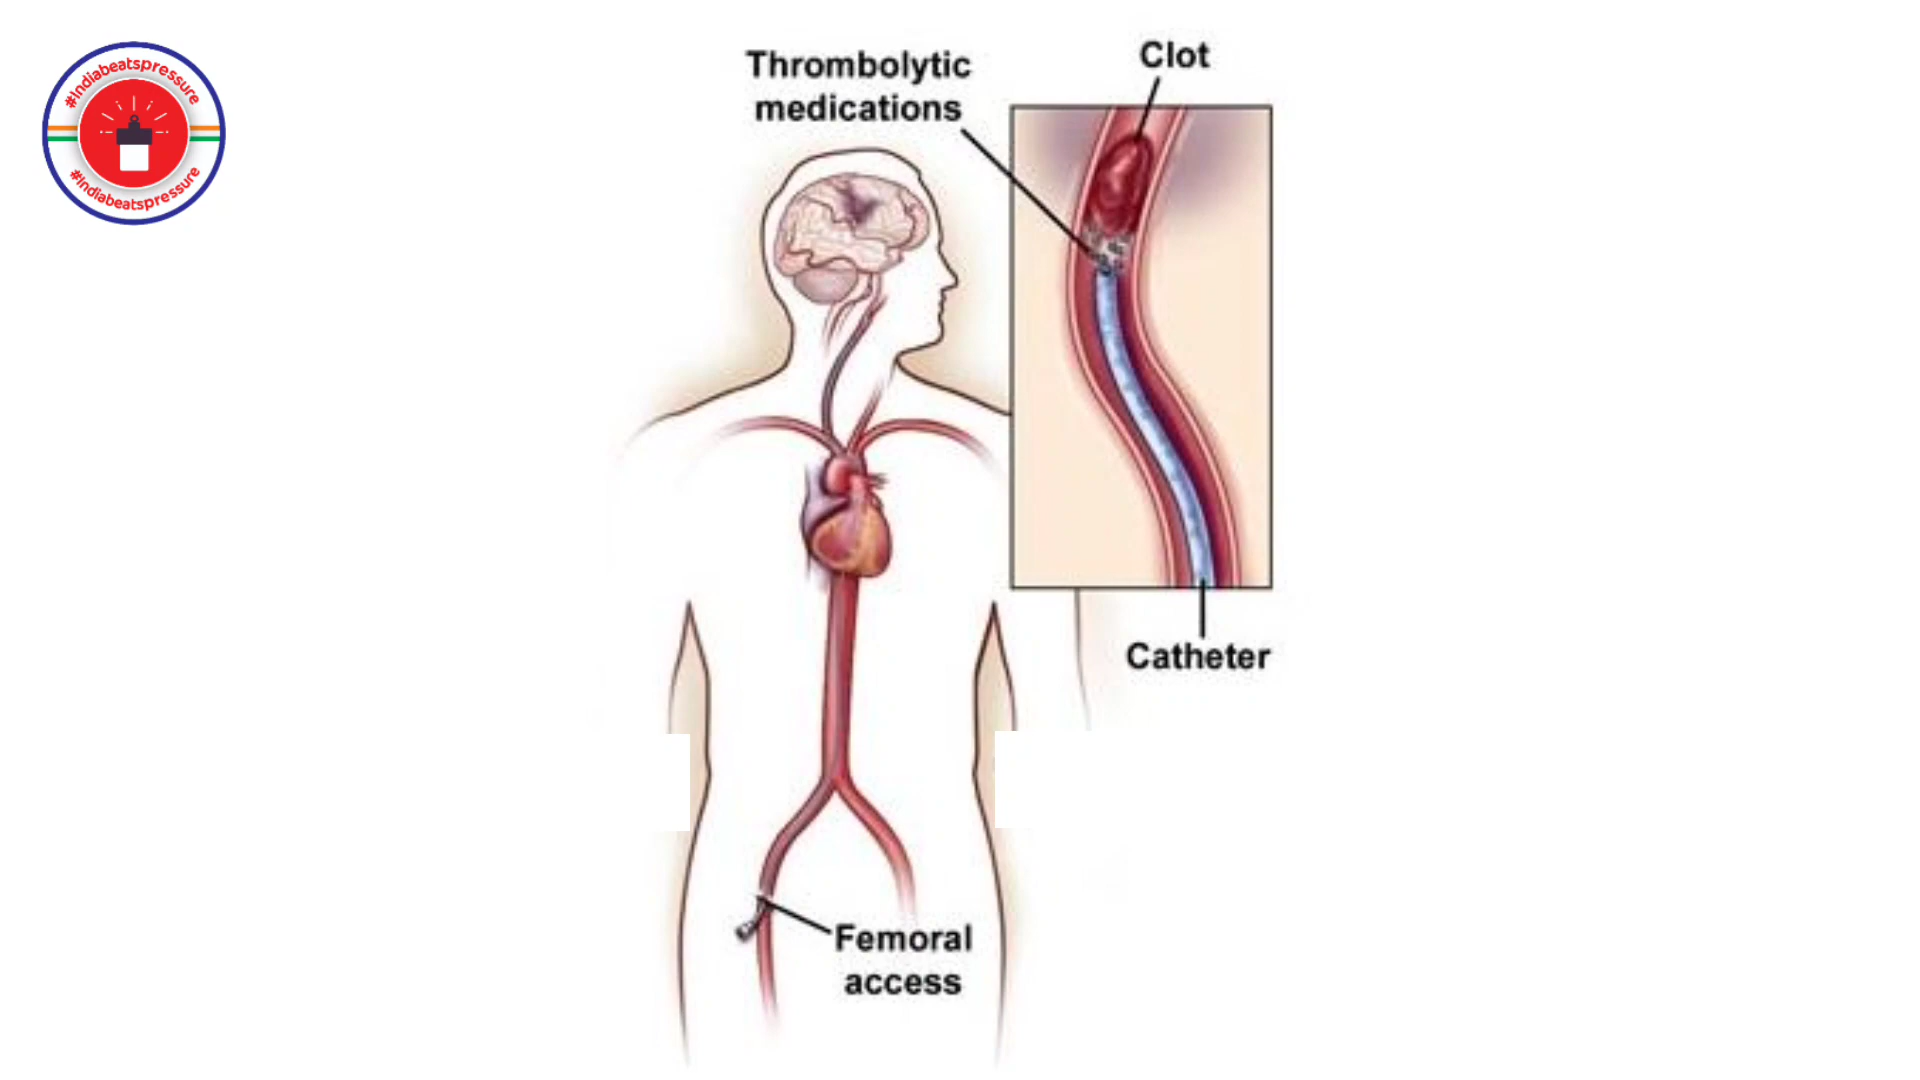 #Indiabeatspressure
#Indiabeatspressure
Thrombolytic
medications
Clot
Catheter
Femoral
access